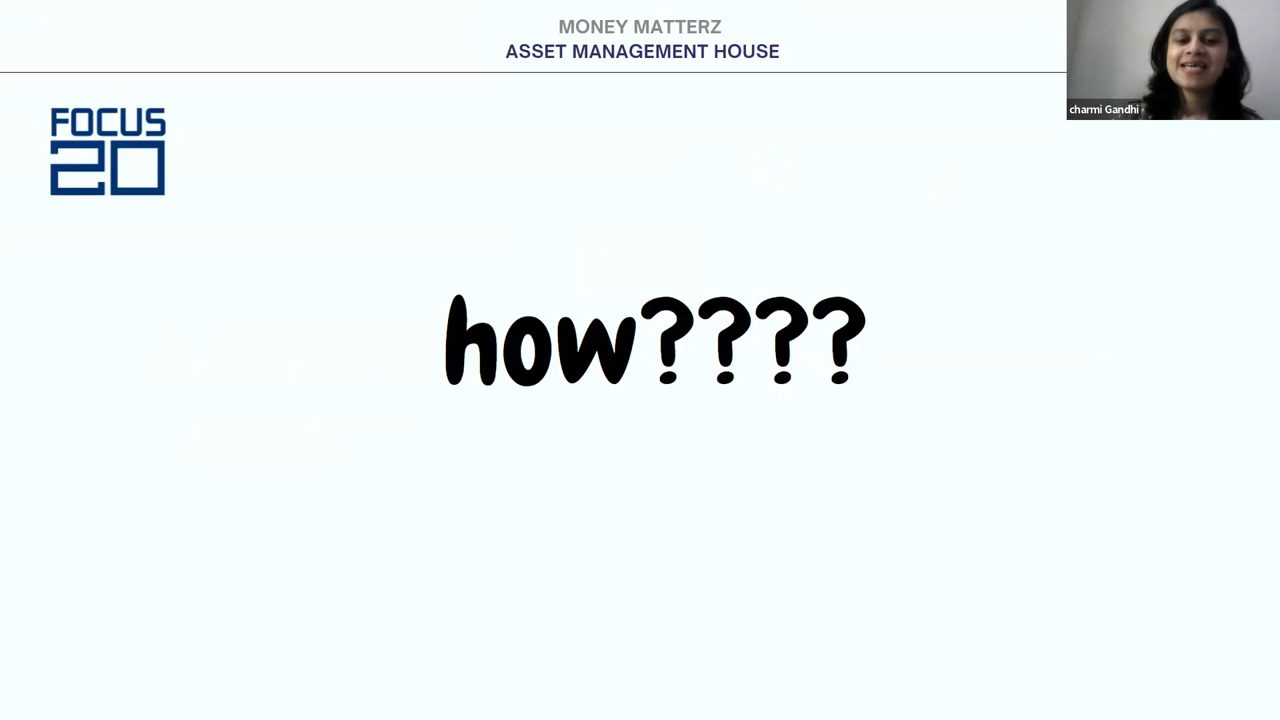 MONEY MATTERZ
ASSET MANAGEMENT HOUSE
charmi Gandhi
FOCUS
20
how????